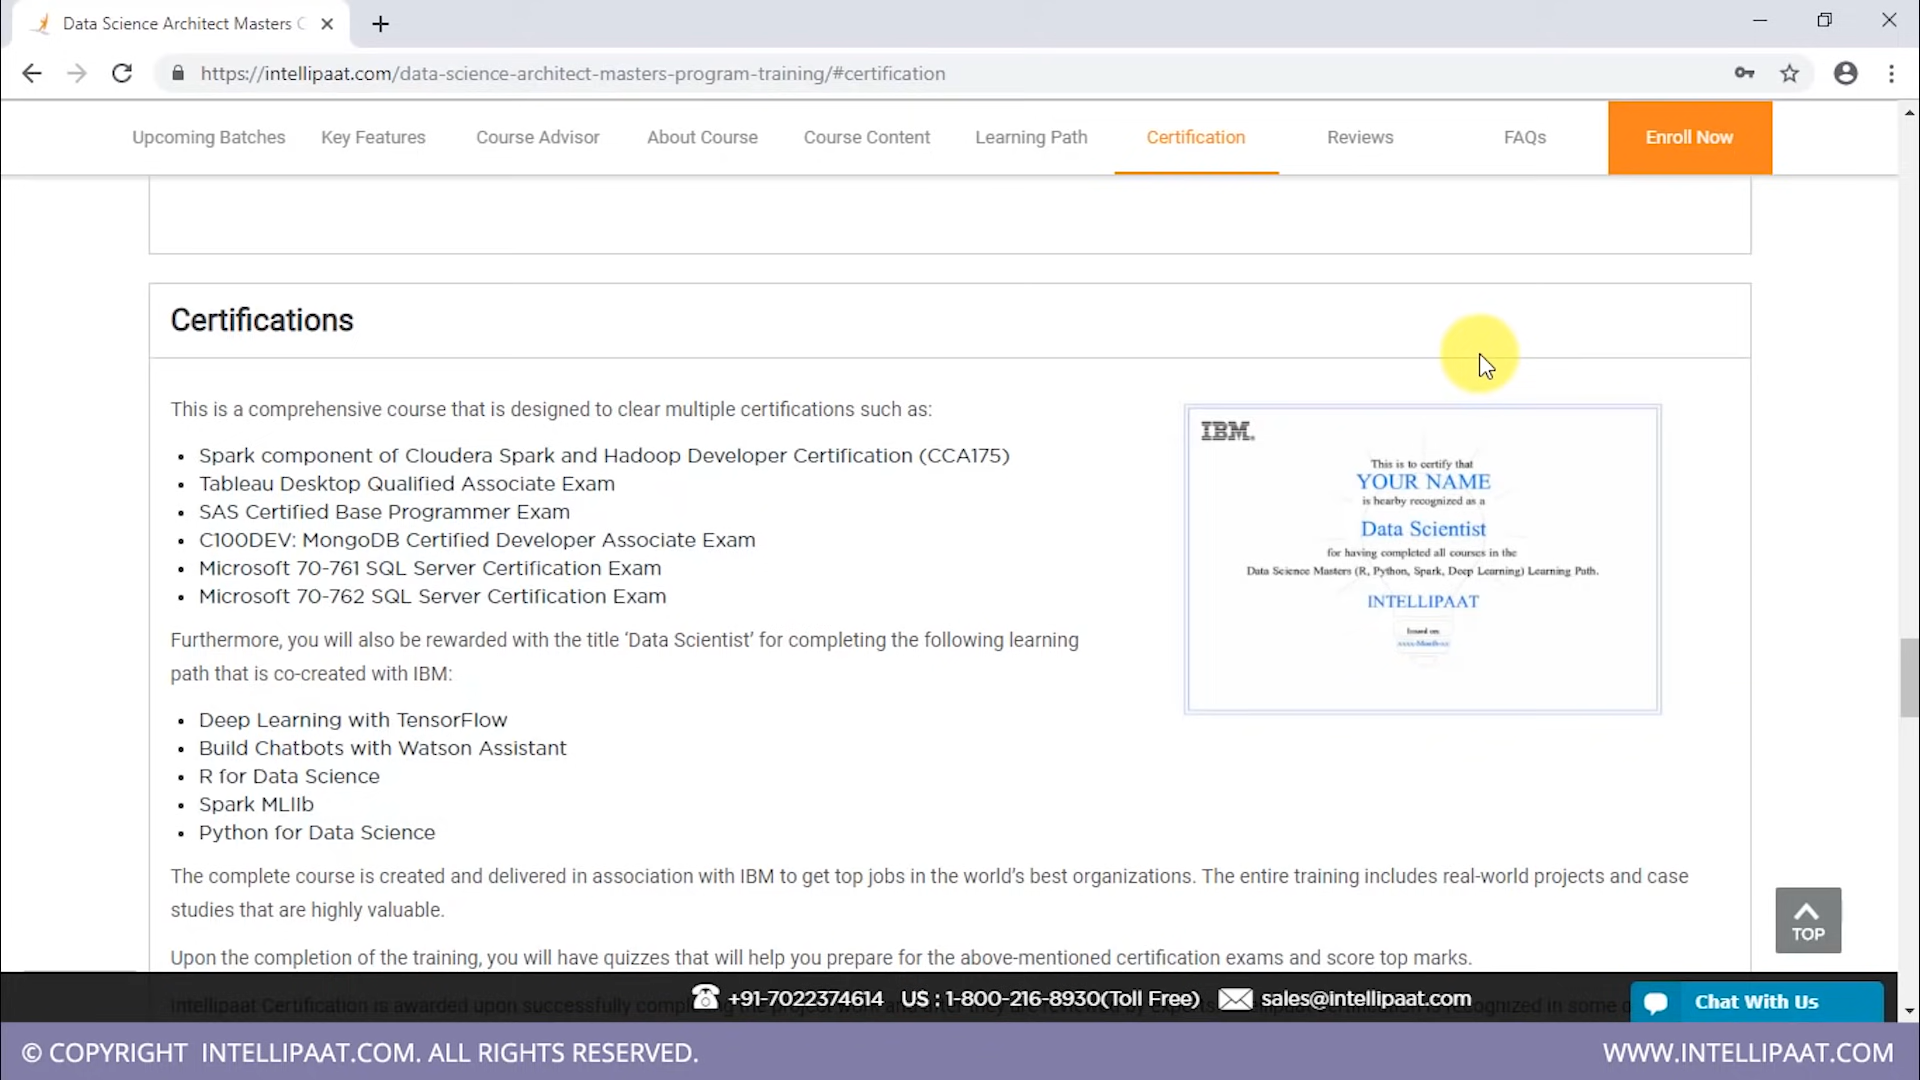 Data Science Architect Masters C
https://intellipaat.com/data-science-architect-masters-program-training/#certification
Upcoming Batches Key Features Course Advisor About Course Course Content Learning Path Certification Reviews FAQs Enroll Now
Certifications
This is a comprehensive course that is designed to clear multiple certifications such as:
• Spark component of Cloudera Spark and Hadoop Developer Certification (CCA175)
• Tableau Desktop Qualified Associate Exam
• SAS Certified Base Programmer Exam
• C100DEV: MongoDB Certified Developer Associate Exam
• Microsoft 70-761 SQL Server Certification Exam
• Microsoft 70-762 SQL Server Certification Exam
Furthermore, you will also be rewarded with the title ‘Data Scientist’ for completing the following learning
path that is co-created with IBM:
• Deep Learning with TensorFlow
• Build Chatbots with Watson Assistant
• R for Data Science
• Spark MLlIb
• Python for Data Science
IBM.
This is to certify that
YOUR NAME
is hearby recognized as a
Data Scientist
for having completed all courses in the
Data Science Masters (R, Python, Spark, Deep Learning) Learning Path.
INTELLIPAAT
Issued on:
The complete course is created and delivered in association with IBM to get top jobs in the world’s best organizations. The entire training includes real-world projects and case
studies that are highly valuable.
TOP
Upon the completion of the training, you will have quizzes that will help you prepare for the above-mentioned certification exams and score top marks.
Intellipaat Certification is awarded upon successfully
+91-7022374614 US : 1-800-216-8930(Toll Free) sales@intellipaat.com
Chat With Us
© COPYRIGHT INTELLIPAAT.COM. ALL RIGHTS RESERVED.
WWW.INTELLIPAAT.COM